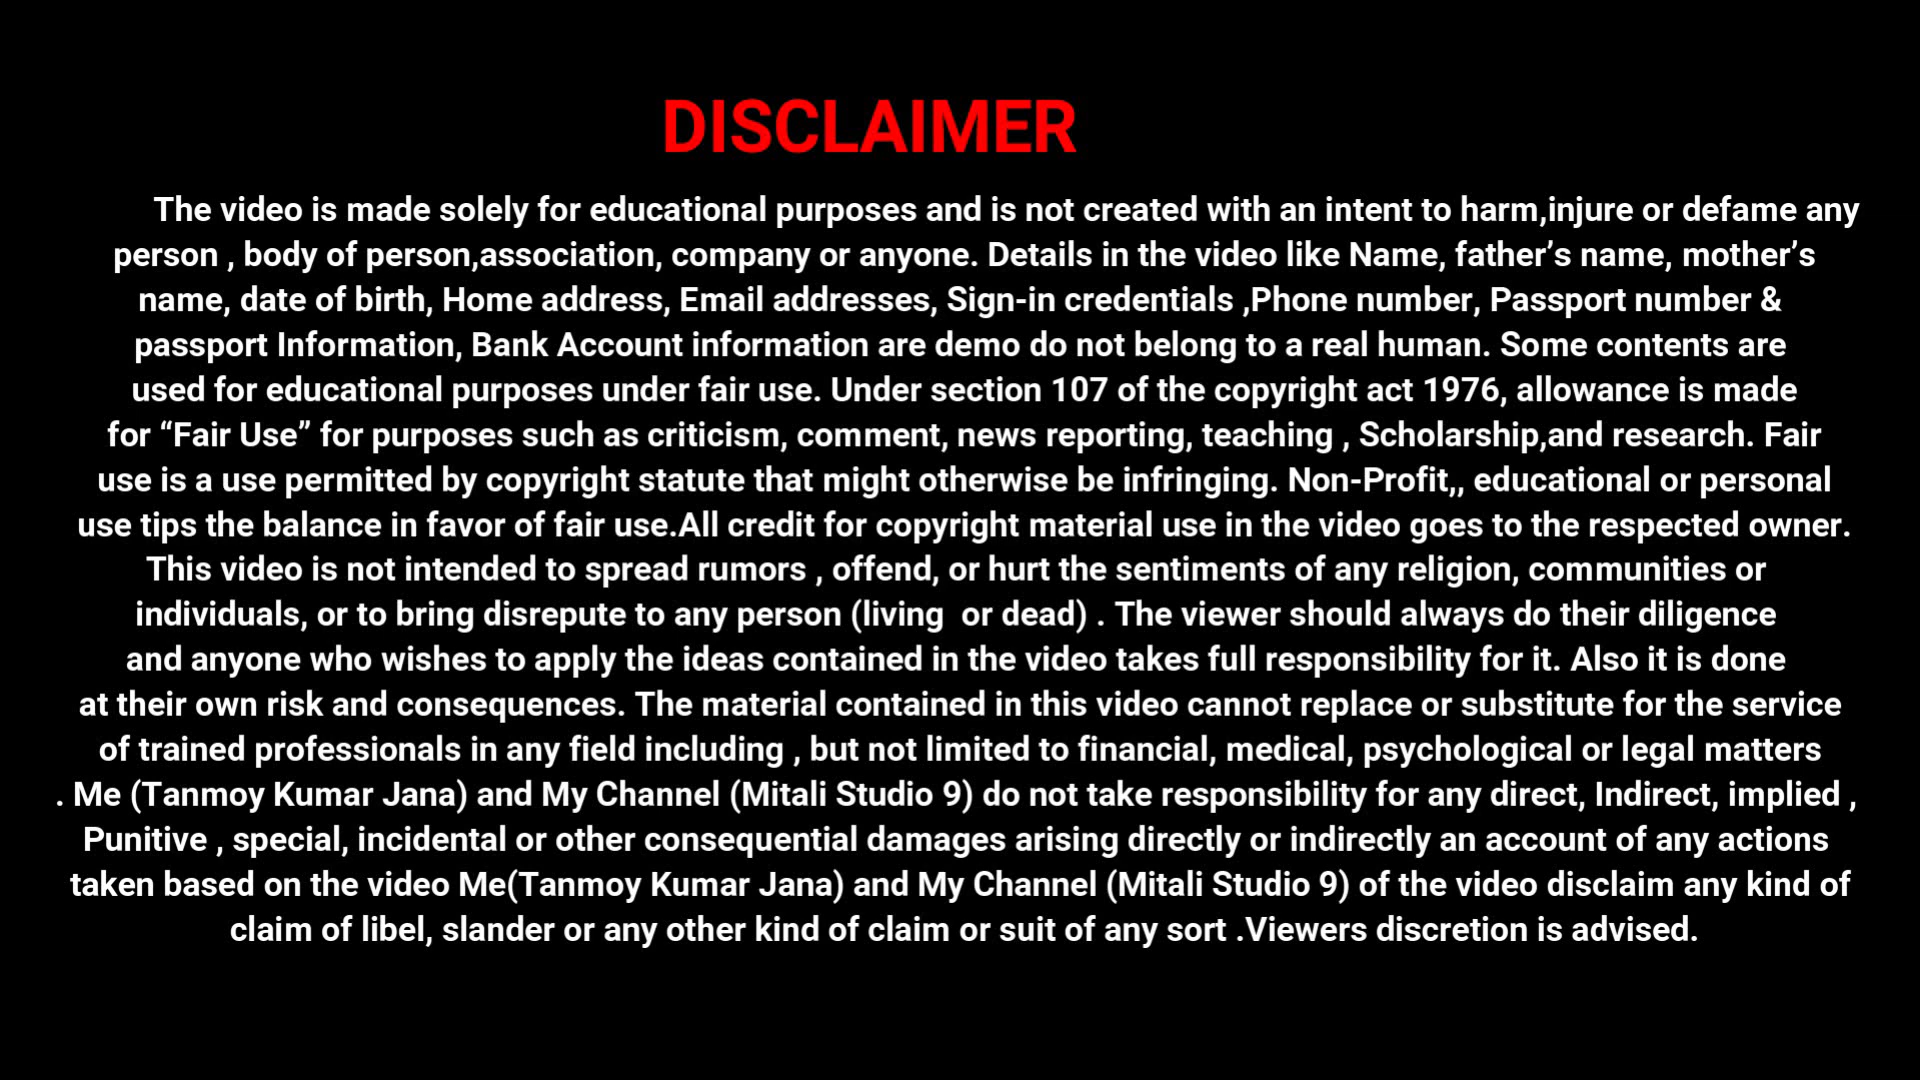 DISCLAIMER
The video is made solely for educational purposes and is not created with an intent to harm,injure or defame any
person , body of person,association, company or anyone. Details in the video like Name, father’s name, mother’s
name, date of birth, Home address, Email addresses, Sign-in credentials ,Phone number, Passport number &
passport Information, Bank Account information are demo do not belong to a real human. Some contents are
used for educational purposes under fair use. Under section 107 of the copyright act 1976, allowance is made
for “Fair Use” for purposes such as criticism, comment, news reporting, teaching , Scholarship,and research. Fair
use is a use permitted by copyright statute that might otherwise be infringing. Non-Profit,, educational or personal
use tips the balance in favor of fair use.All credit for copyright material use in the video goes to the respected owner.
This video is not intended to spread rumors , offend, or hurt the sentiments of any religion, communities or
individuals, or to bring disrepute to any person (living  or dead) . The viewer should always do their diligence
and anyone who wishes to apply the ideas contained in the video takes full responsibility for it. Also it is done
at their own risk and consequences. The material contained in this video cannot replace or substitute for the service
of trained professionals in any field including , but not limited to financial, medical, psychological or legal matters
. Me (Tanmoy Kumar Jana) and My Channel (Mitali Studio 9) do not take responsibility for any direct, Indirect, implied ,
Punitive , special, incidental or other consequential damages arising directly or indirectly an account of any actions
taken based on the video Me(Tanmoy Kumar Jana) and My Channel (Mitali Studio 9) of the video disclaim any kind of
claim of libel, slander or any other kind of claim or suit of any sort .Viewers discretion is advised.